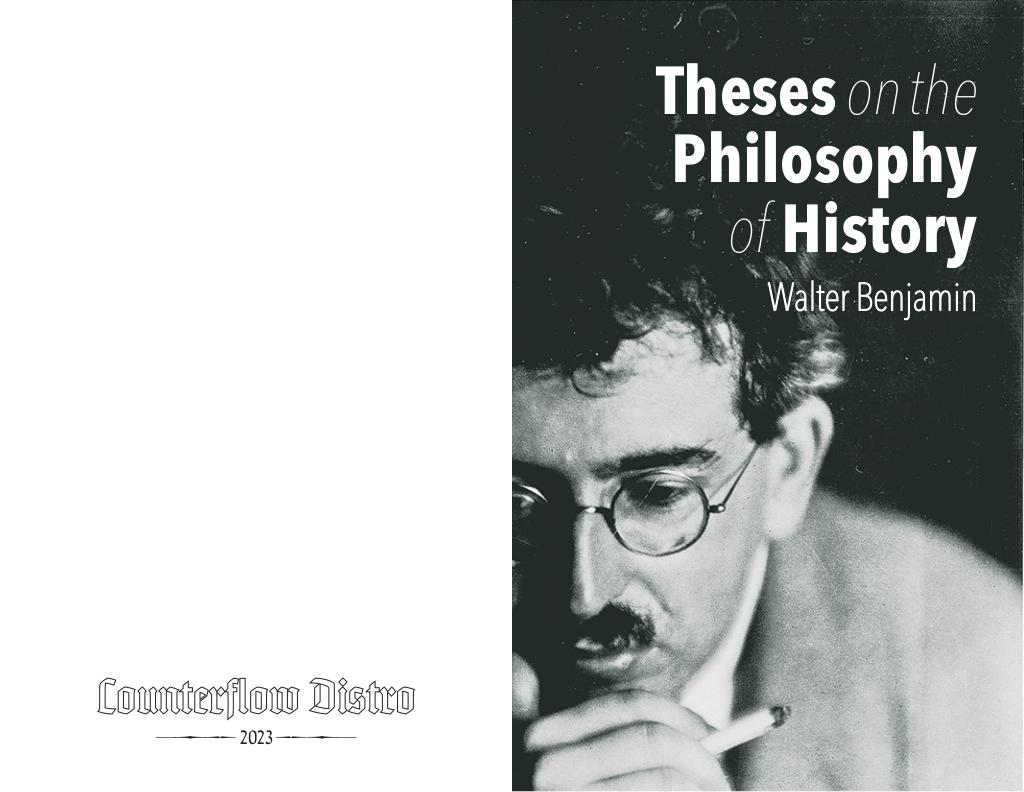 Counterflow Distro
2023
Theses on the
Philosophy
of History
Walter Benjamin